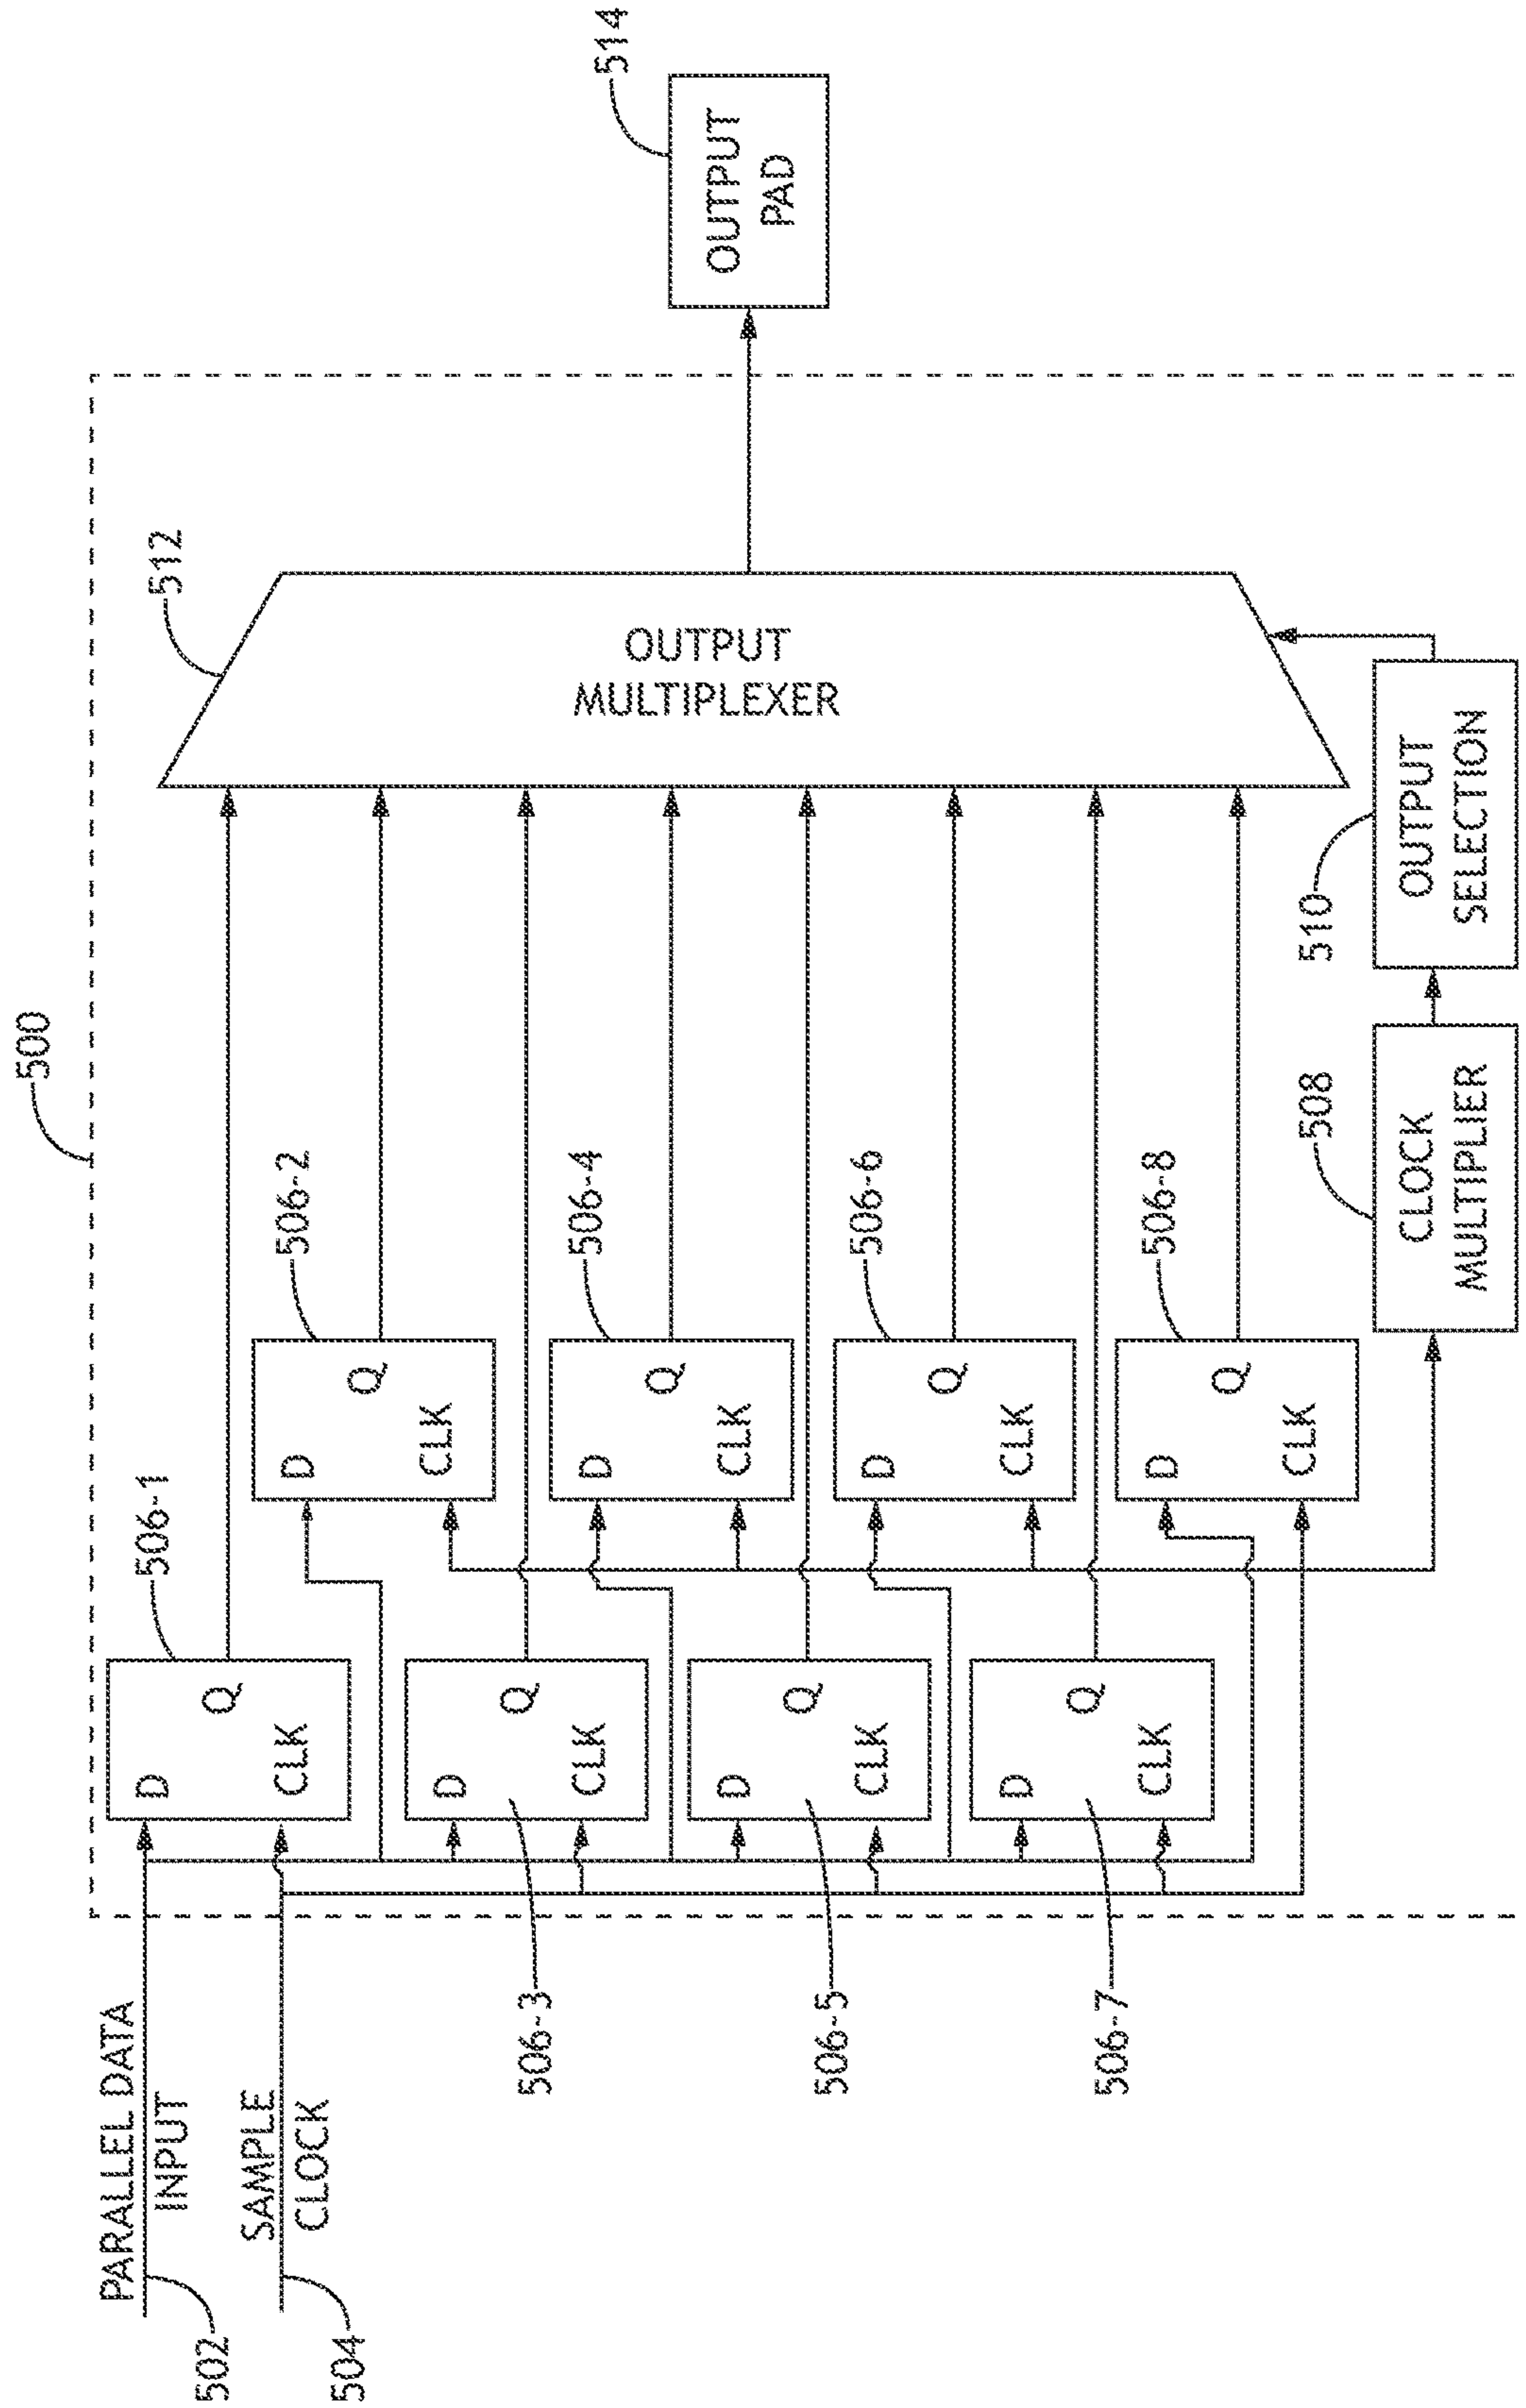 500
PARALLEL DATA
INPUT
502
SAMPLE
CLOCK
504
506-1
D
Q
CLK
506-2
D
Q
CLK
506-3
D
Q
CLK
506-4
D
Q
CLK
506-5
D
Q
CLK
506-6
D
Q
CLK
506-7
D
Q
CLK
506-8
D
Q
CLK
508
CLOCK
MULTIPLIER
510
OUTPUT
SELECTION
512
OUTPUT
MULTIPLEXER
514
OUTPUT
PAD